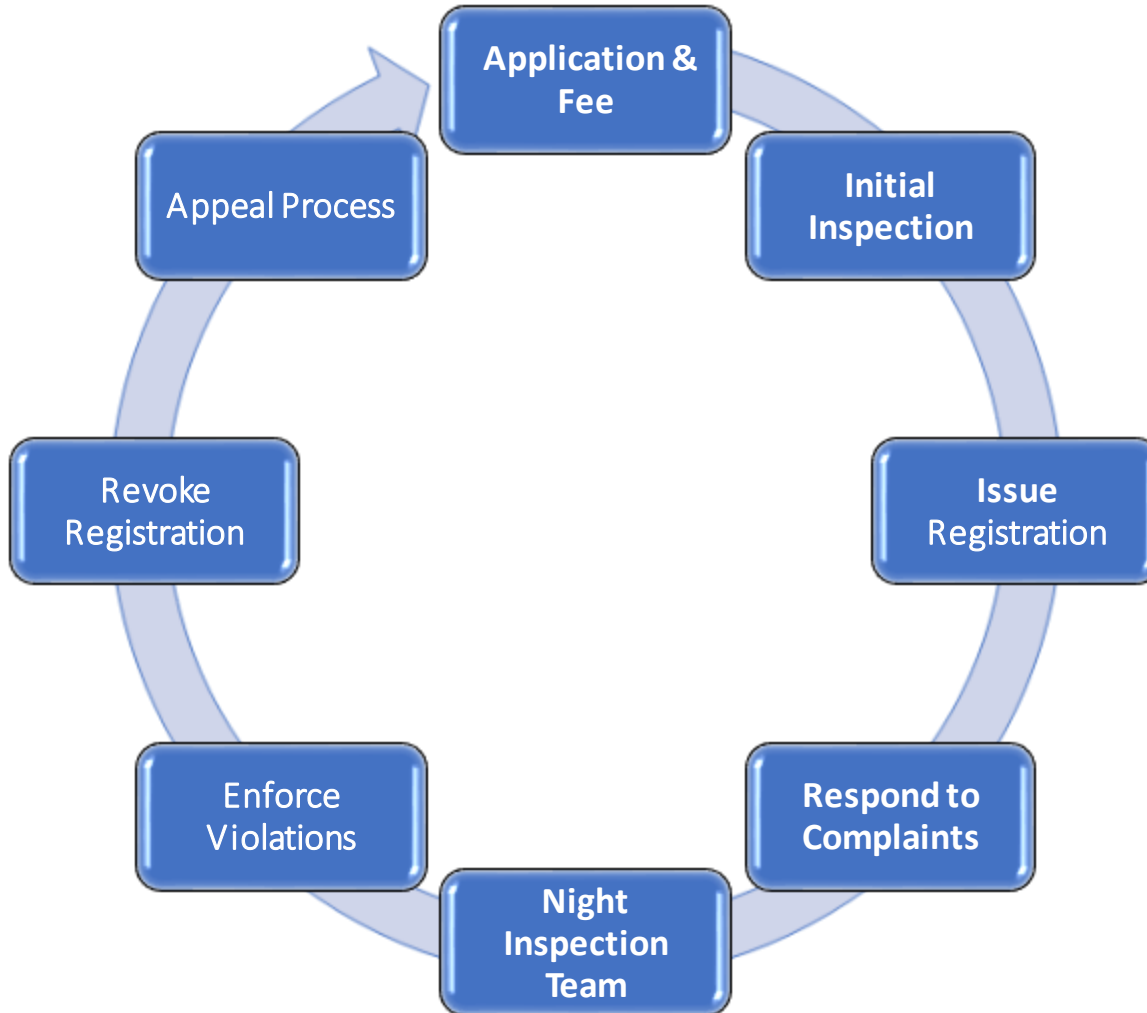 Application &
Fee
Initial
Inspection
Issue
Registration
Respond to
Complaints
Night
Inspection
Team
Enforce
Violations
Revoke
Registration
Appeal Process